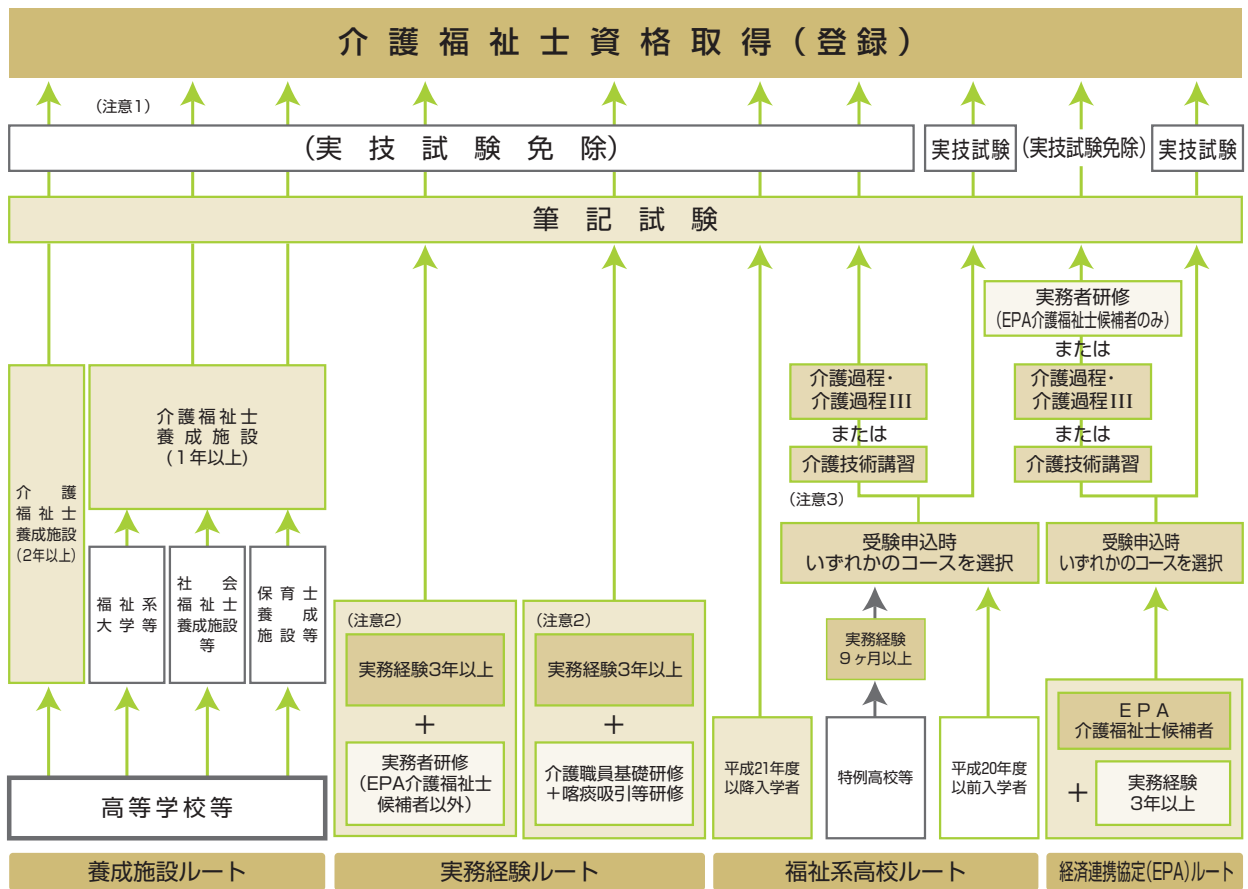 介護福祉士資格取得（登録）
（注意1）
（実技試験免除）
実技試験
（実技試験免除）
実技試験
筆記試験
介護
福祉士
養成施設
（2年以上）
介護福祉士
養成施設
（1年以上）
福祉系
大学等
社会
福祉士
養成施設
等
保育士
養成
施設等
高等学校等
養成施設ルート
（注意2）
実務経験3年以上
＋
実務者研修
（EPA介護福祉士
候補者以外）
（注意2）
実務経験3年以上
＋
介護職員基礎研修
＋喀痰吸引等研修
実務経験ルート
介護過程・
介護過程III
または
介護技術講習
（注意3）
受験申込時
いずれかのコースを選択
実務経験
9ヶ月以上
平成21年度
以降入学者
特例高校等
平成20年度
以前入学者
福祉系高校ルート
実務者研修
（EPA介護福祉士候補者のみ）
または
介護過程・
介護過程III
または
介護技術講習
受験申込時
いずれかのコースを選択
EPA
介護福祉士候補者
＋
実務経験
3年以上
経済連携協定(EPA)ルート